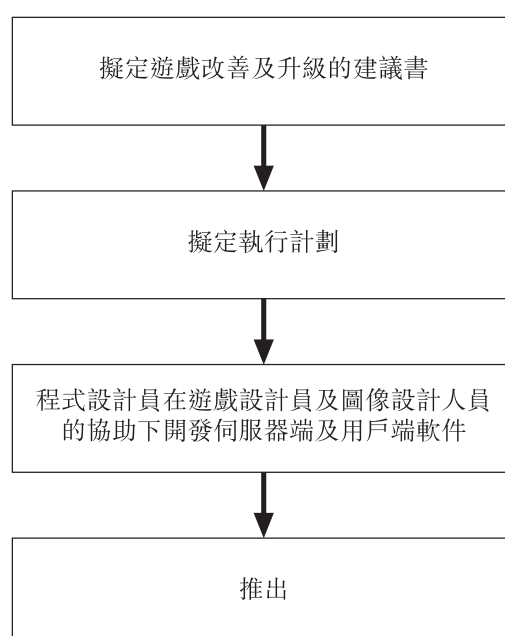 擬定遊戲改善及升級的建議書
擬定執行計劃
程式設計員在遊戲設計員及圖像設計人員
的協助下開發伺服器端及用戶端軟件
推出